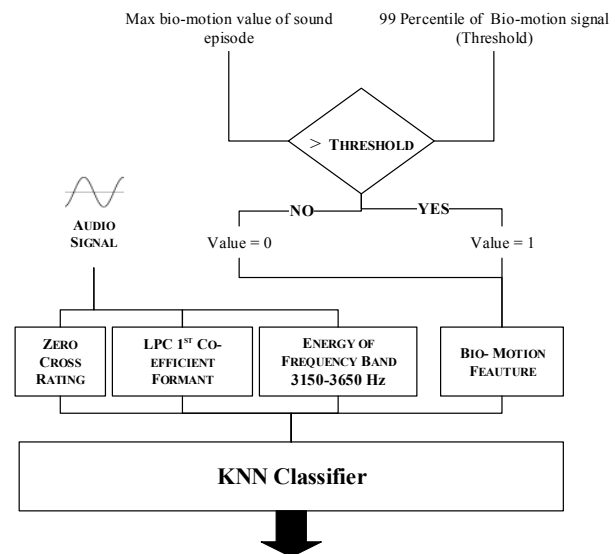 Max bio-motion value of sound
episode
99 Percentile of Bio-motion signal
(Threshold)
> THRESHOLD
NO
YES
Value = 0
Value = 1
AUDIO
SIGNAL
ZERO
CROSS
RATING
LPC 1ST CO-
EFFICIENT
FORMANT
ENERGY OF
FREQUENCY BAND
3150-3650 Hz
BIO- MOTION
FEAUTURE
KNN Classifier